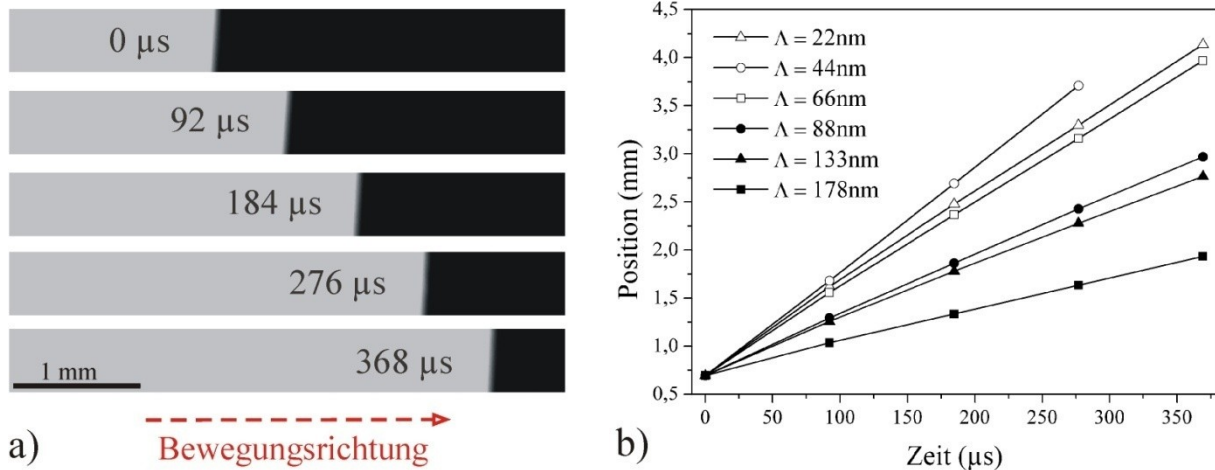 0 µs
92 µs
184 µs
276 µs
368 µs
1 mm
Bewegungsrichtung
a)
4,5
4,0
3,5
3,0
2,5
2,0
1,5
1,0
0,5
Position (mm)
Λ = 22nm
Λ = 44nm
Λ = 66nm
Λ = 88nm
Λ = 133nm
Λ = 178nm
0 50 100 150 200 250 300 350
Zeit (µs)
b)